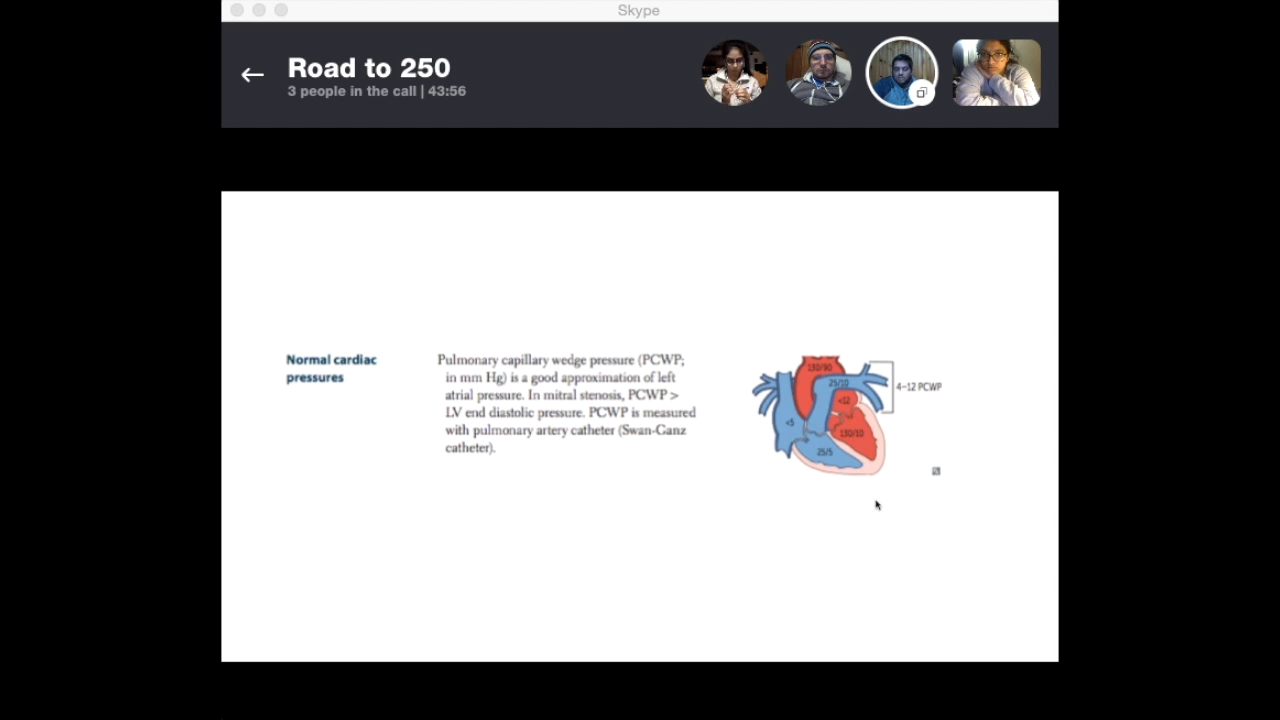 Skype
Road to 250
3 people in the call | 43:56
Normal cardiac
pressures
Pulmonary capillary wedge pressure (PCWP;
in mm Hg) is a good approximation of left
atrial pressure. In mitral stenosis, PCWP >
LV end diastolic pressure. PCWP is measured
with pulmonary artery catheter (Swan-Ganz
catheter).
130/90
25/10
4–12 PCWP
<12
<5
130/10
25/5